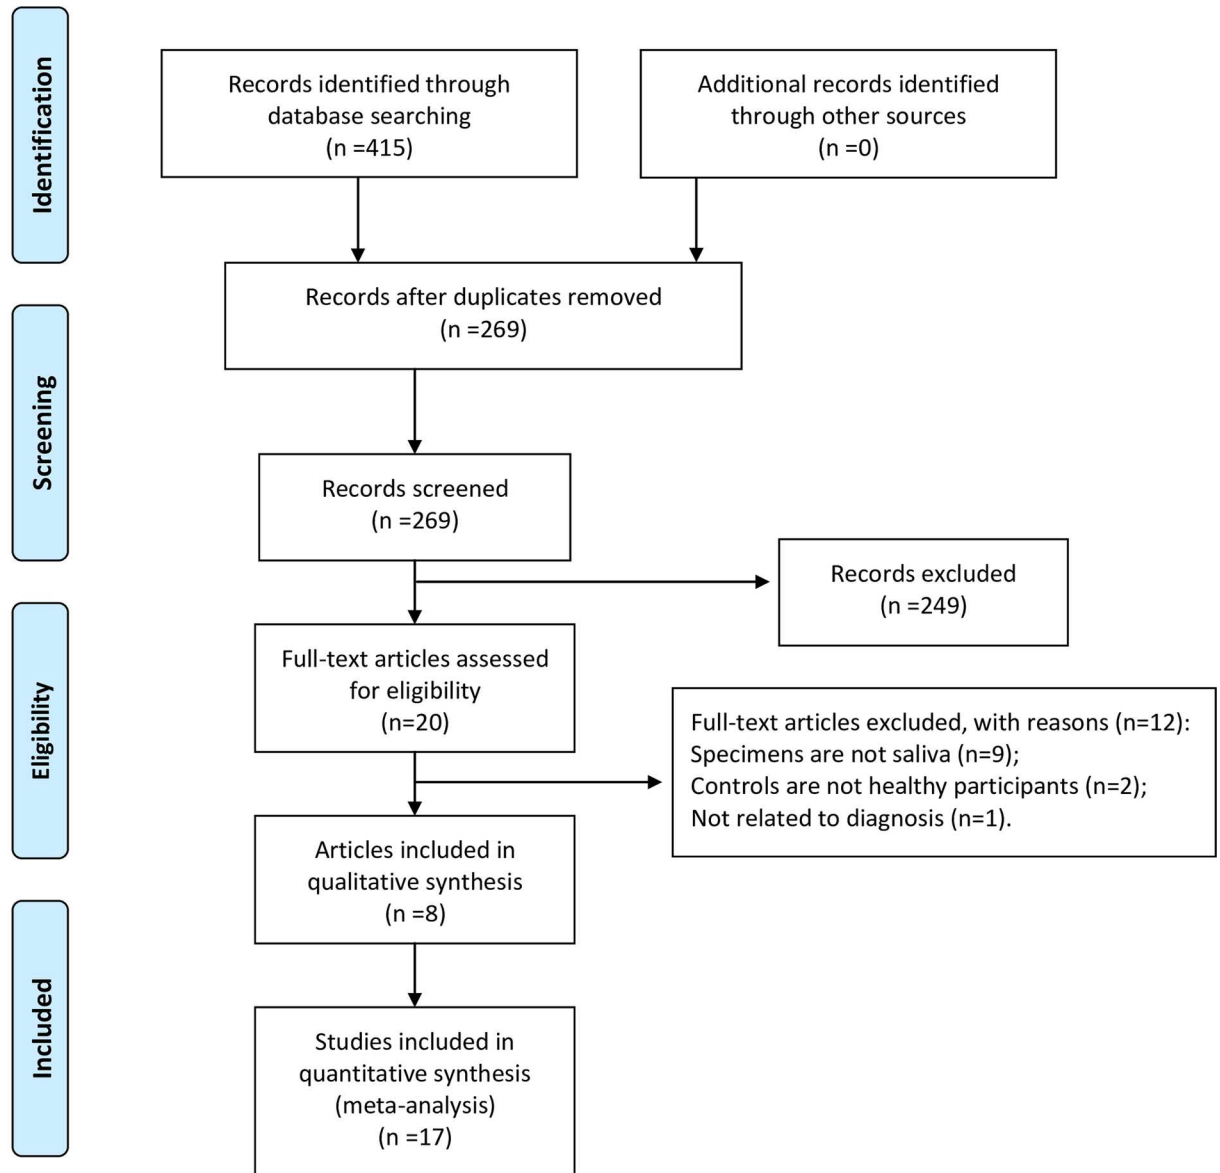 Identification
Records identified through
database searching
(n =415)
Additional records identified
through other sources
(n =0)
Records after duplicates removed
(n =269)
Screening
Records screened
(n =269)
Records excluded
(n =249)
Eligibility
Full-text articles assessed
for eligibility
(n=20)
Full-text articles excluded, with reasons (n=12):
Specimens are not saliva (n=9);
Controls are not healthy participants (n=2);
Not related to diagnosis (n=1).
Articles included in
qualitative synthesis
(n =8)
Included
Studies included in
quantitative synthesis
(meta-analysis)
(n =17)